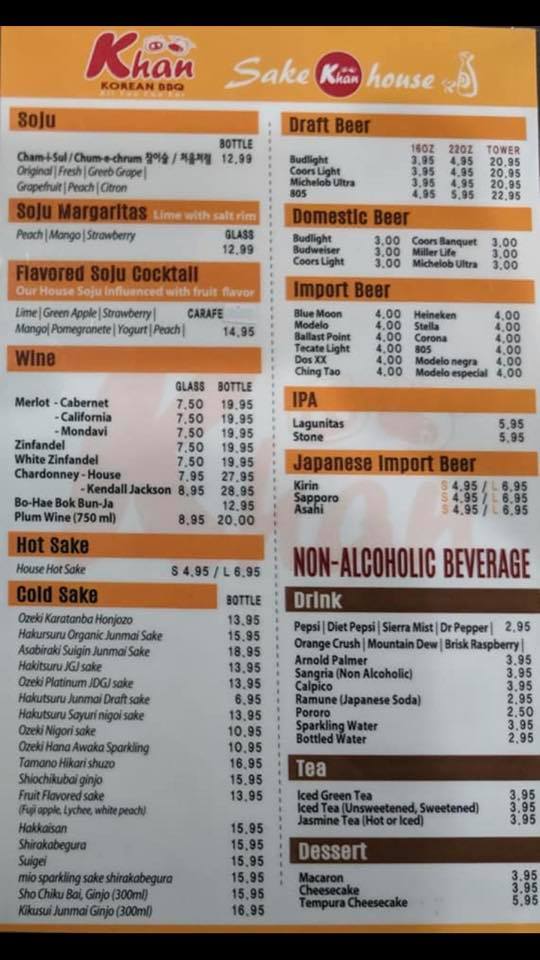 Khan
KOREAN BBQ
All You Can Eat
Sake Khan house
Soju
BOTTLE
Cham-i-Sul / Chum-e-chrum 참이슬 / 처음처럼 12.99
Original | Fresh | Greeb Grape |
Grapefruit | Peach | Citron
Soju Margaritas Lime with salt rim
Peach | Mango | Strawberry GLASS
12.99
Flavored Soju Cocktail
Our House Soju influenced with fruit flavor
Lime | Green Apple | Strawberry | CARAFE
Mango | Pomegranete | Yogurt | Peach | 14.95
Wine
GLASS BOTTLE
Merlot - Cabernet 7.50 19.95
- California 7.50 19.95
- Mondavi 7.50 19.95
Zinfandel 7.50 19.95
White Zinfandel 7.50 19.95
Chardonney - House 7.95 27.95
- Kendall Jackson 8.95 28.95
Bo-Hae Bok Bun-Ja 12.95
Plum Wine (750 ml) 8.95 20.00
Hot Sake
House Hot Sake S 4.95 / L 6.95
Cold Sake BOTTLE
Ozeki Karatanba Honjozo 13.95
Hakursuru Organic Junmai Sake 15.95
Asabiraki Suigin Junmai Sake 18.95
Hakitsuru JGJ sake 13.95
Ozeki Platinum JDGJ sake 13.95
Hakutsuru Junmai Draft sake 6.95
Hakutsuru Sayuri nigoi sake 13.95
Ozeki Nigori sake 10.95
Ozeki Hana Awaka Sparkling 10.95
Tamano Hikari shuzo 16.95
Shiochikubai ginjo 15.95
Fruit Flavored sake 13.95
(Fuji apple, Lychee, white peach)
Hakkaisan 15.95
Shirakabegura 15.95
Suigei 15.95
mio sparkling sake shirakabegura 15.95
Sho Chiku Bai, Ginjo (300ml) 15.95
Kikusui Junmai Ginjo (300ml) 16.95
Draft Beer
16OZ 22OZ TOWER
Budlight 3.95 4.95 20.95
Coors Light 3.95 4.95 20.95
Michelob Ultra 3.95 4.95 20.95
805 4.95 5.95 22.95
Domestic Beer
Budlight 3.00 Coors Banquet 3.00
Budweiser 3.00 Miller Life 3.00
Coors Light 3.00 Michelob Ultra 3.00
Import Beer
Blue Moon 4.00 Heineken 4.00
Modelo 4.00 Stella 4.00
Ballast Point 4.00 Corona 4.00
Tecate Light 4.00 805 4.00
Dos XX 4.00 Modelo negra 4.00
Ching Tao 4.00 Modelo especial 4.00
IPA
Lagunitas 5.95
Stone 5.95
Japanese Import Beer
Kirin S 4.95 / L 6.95
Sapporo S 4.95 / L 6.95
Asahi S 4.95 / L 6.95
NON-ALCOHOLIC BEVERAGE
Drink
Pepsi | Diet Pepsi | Sierra Mist | Dr Pepper | 2.95
Orange Crush | Mountain Dew | Brisk Raspberry |
Arnold Palmer 3.95
Sangria (Non Alcoholic) 3.95
Calpico 3.95
Ramune (Japanese Soda) 2.95
Pororo 2.50
Sparkling Water 3.95
Bottled Water 2.95
Tea
Iced Green Tea 3.95
Iced Tea (Unsweetened, Sweetened) 3.95
Jasmine Tea (Hot or Iced) 3.95
Dessert
Macaron 3.95
Cheesecake 3.95
Tempura Cheesecake 5.95